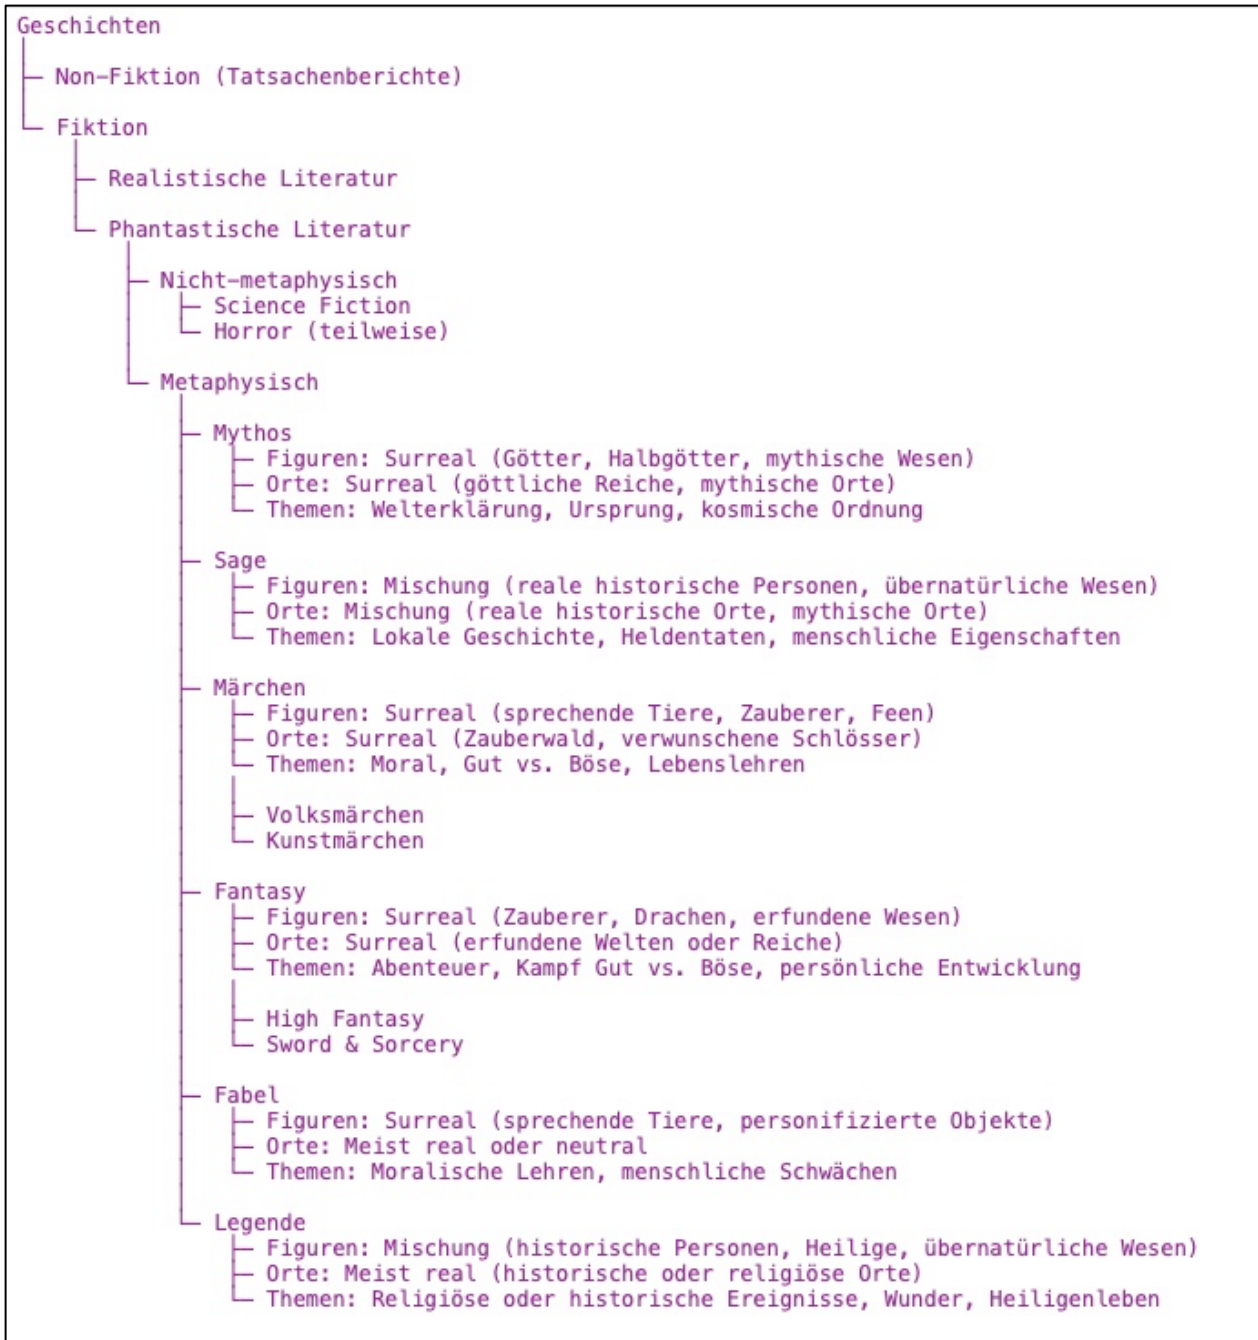 Geschichten
Non-Fiktion (Tatsachenberichte)
Fiktion
Realistische Literatur
Phantastische Literatur
Nicht-metaphysisch
Science Fiction
Horror (teilweise)
Metaphysisch
Mythos
Figuren: Surreal (Götter, Halbgötter, mythische Wesen)
Orte: Surreal (göttliche Reiche, mythische Orte)
Themen: Welterklärung, Ursprung, kosmische Ordnung
Sage
Figuren: Mischung (reale historische Personen, übernatürliche Wesen)
Orte: Mischung (reale historische Orte, mythische Orte)
Themen: Lokale Geschichte, Heldentaten, menschliche Eigenschaften
Märchen
Figuren: Surreal (sprechende Tiere, Zauberer, Feen)
Orte: Surreal (Zauberwald, verwunschene Schlösser)
Themen: Moral, Gut vs. Böse, Lebenslehren
Volksmärchen
Kunstmärchen
Fantasy
Figuren: Surreal (Zauberer, Drachen, erfundene Wesen)
Orte: Surreal (erfundene Welten oder Reiche)
Themen: Abenteuer, Kampf Gut vs. Böse, persönliche Entwicklung
High Fantasy
Sword & Sorcery
Fabel
Figuren: Surreal (sprechende Tiere, personifizierte Objekte)
Orte: Meist real oder neutral
Themen: Moralische Lehren, menschliche Schwächen
Legende
Figuren: Mischung (historische Personen, Heilige, übernatürliche Wesen)
Orte: Meist real (historische oder religiöse Orte)
Themen: Religiöse oder historische Ereignisse, Wunder, Heiligenleben